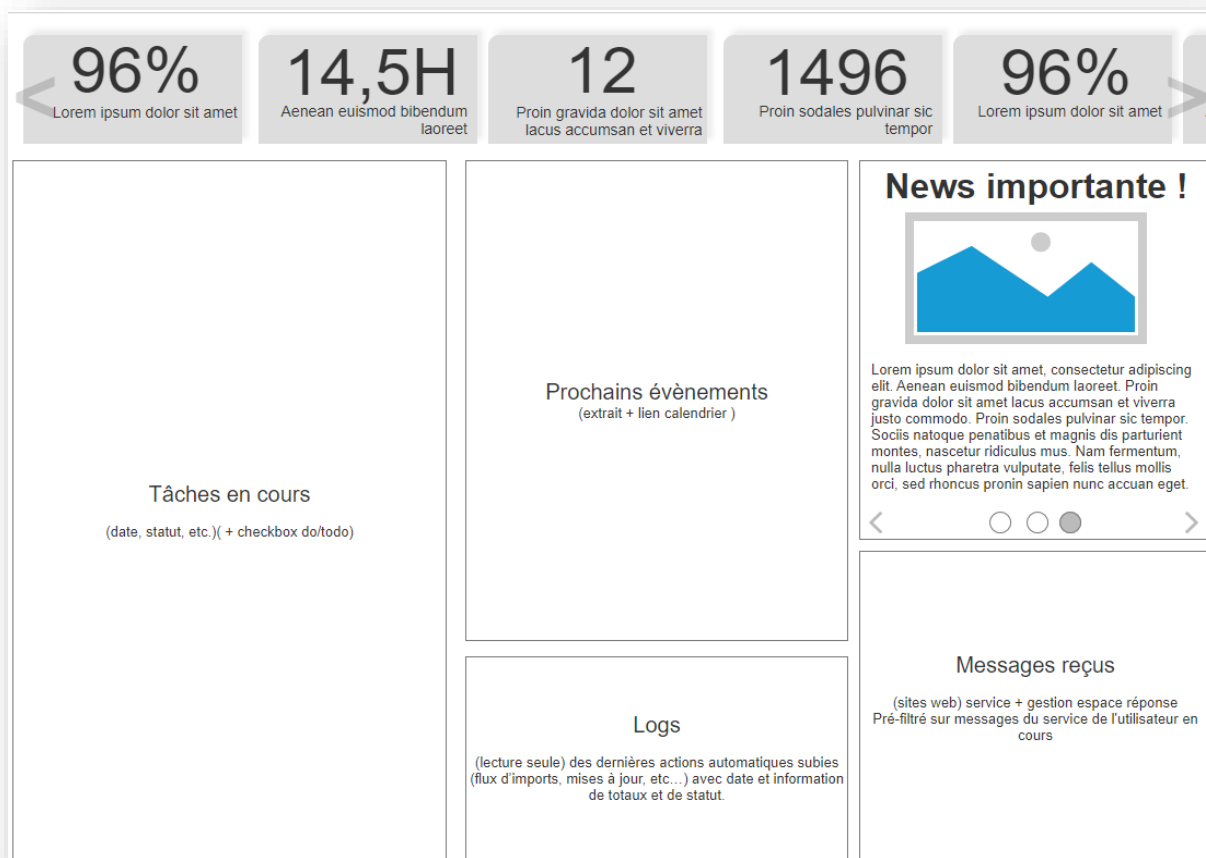 96%
Lorem ipsum dolor sit amet
14,5H
Aenean euismod bibendum
laoreet
12
Proin gravida dolor sit amet
lacus accumsan et viverra
1496
Proin sodales pulvinar sic
tempor
96%
Lorem ipsum dolor sit amet
Tâches en cours
(date, statut, etc.)( + checkbox do/todo)
Prochains évènements
(extrait + lien calendrier )
Logs
(lecture seule) des dernières actions automatiques subies
(flux d'imports, mises à jour, etc...) avec date et information
de totaux et de statut.
News importante !
Lorem ipsum dolor sit amet, consectetur adipiscing
elit. Aenean euismod bibendum laoreet. Proin
gravida dolor sit amet lacus accumsan et viverra
justo commodo. Proin sodales pulvinar sic tempor.
Sociis natoque penatibus et magnis dis parturient
montes, nascetur ridiculus mus. Nam fermentum,
nulla luctus pharetra vulputate, felis tellus mollis
orci, sed rhoncus pronin sapien nunc accuan eget.
Messages reçus
(sites web) service + gestion espace réponse
Pré-filtré sur messages du service de l'utilisateur en
cours